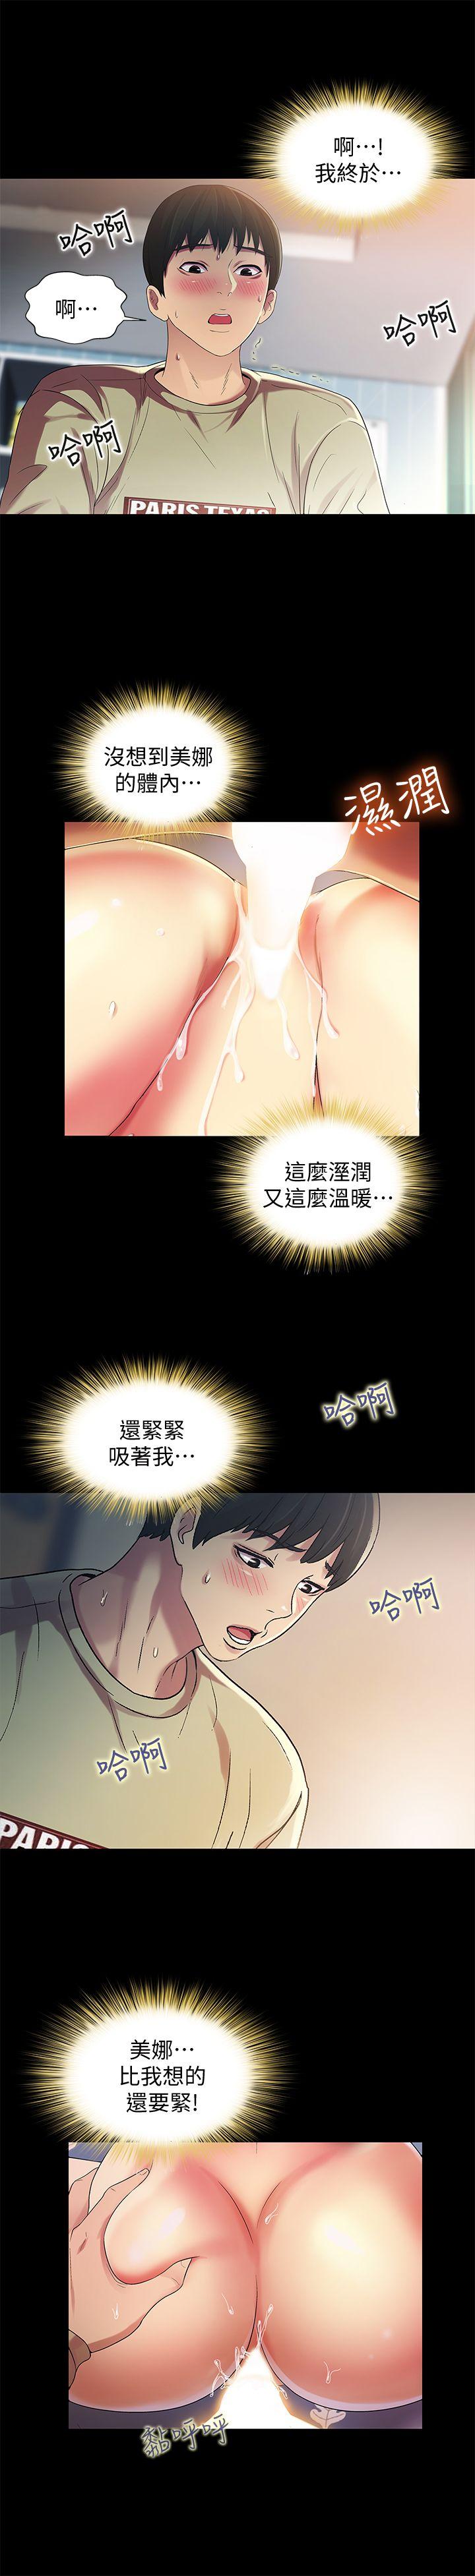 啊⋯!
我終於⋯
哈啊
啊⋯
哈啊
哈啊
PARIS TEXAS
沒想到美娜
的體內⋯
濕潤
這麼溼潤
又這麼溫暖⋯
哈啊
還緊緊
吸著我⋯
哈啊
哈啊
PARIS
美娜⋯
比我想的
還要緊!
黏呼呼